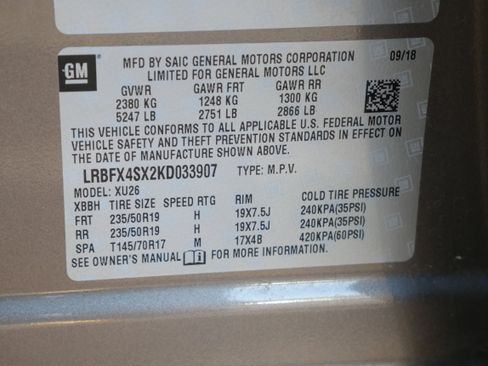 GM
MFD BY SAIC GENERAL MOTORS CORPORATION 09/18
LIMITED FOR GENERAL MOTORS LLC
GVWR GAWR FRT GAWR RR
2380 KG 1248 KG 1300 KG
5247 LB 2751 LB 2866 LB
THIS VEHICLE CONFORMS TO ALL APPLICABLE U.S. FEDERAL MOTOR
VEHICLE SAFETY AND THEFT PREVENTION STANDARDS IN EFFECT ON
THE DATE OF MANUFACTURE SHOWN ABOVE.
LRBFX4SX2KD033907 TYPE: M.P.V.
MODEL: XU26
XBBH TIRE SIZE SPEED RTG RIM COLD TIRE PRESSURE
FRT 235/50R19 H 19X7.5J 240KPA(35PSI)
RR 235/50R19 H 19X7.5J 240KPA(35PSI)
SPA T145/70R17 M 17X4B 420KPA(60PSI)
SEE OWNER'S MANUAL FOR MORE INFORMATION.